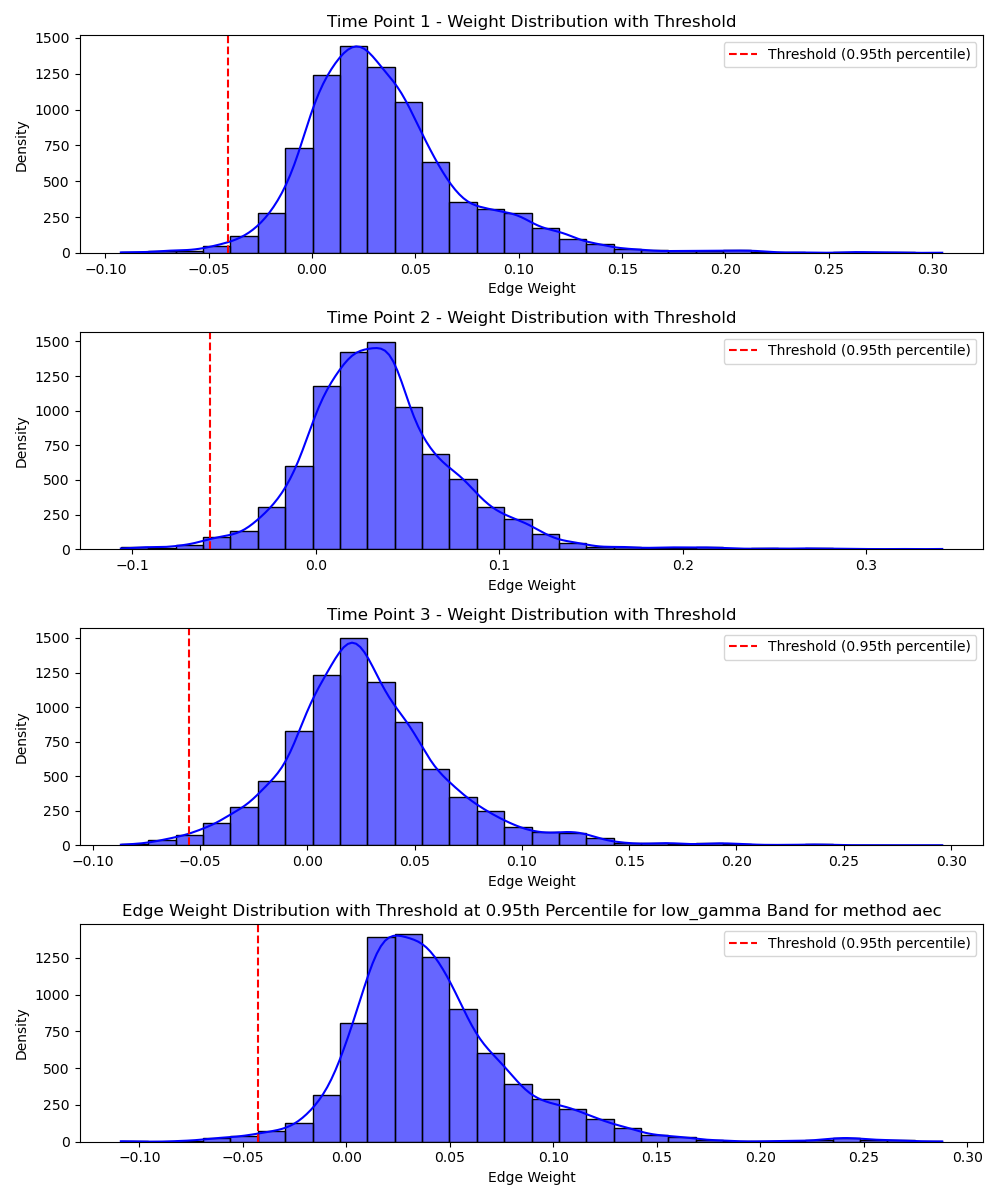 Time Point 1 - Weight Distribution with Threshold
Threshold (0.95th percentile)
Density
1500
1250
1000
750
500
250
0
−0.10 −0.05 0.00 0.05 0.10 0.15 0.20 0.25 0.30
Edge Weight
Time Point 2 - Weight Distribution with Threshold
Threshold (0.95th percentile)
Density
1500
1250
1000
750
500
250
0
−0.1 0.0 0.1 0.2 0.3
Edge Weight
Time Point 3 - Weight Distribution with Threshold
Threshold (0.95th percentile)
Density
1500
1250
1000
750
500
250
0
−0.10 −0.05 0.00 0.05 0.10 0.15 0.20 0.25 0.30
Edge Weight
Edge Weight Distribution with Threshold at 0.95th Percentile for low_gamma Band for method aec
Threshold (0.95th percentile)
Density
1250
1000
750
500
250
0
−0.10 −0.05 0.00 0.05 0.10 0.15 0.20 0.25 0.30
Edge Weight